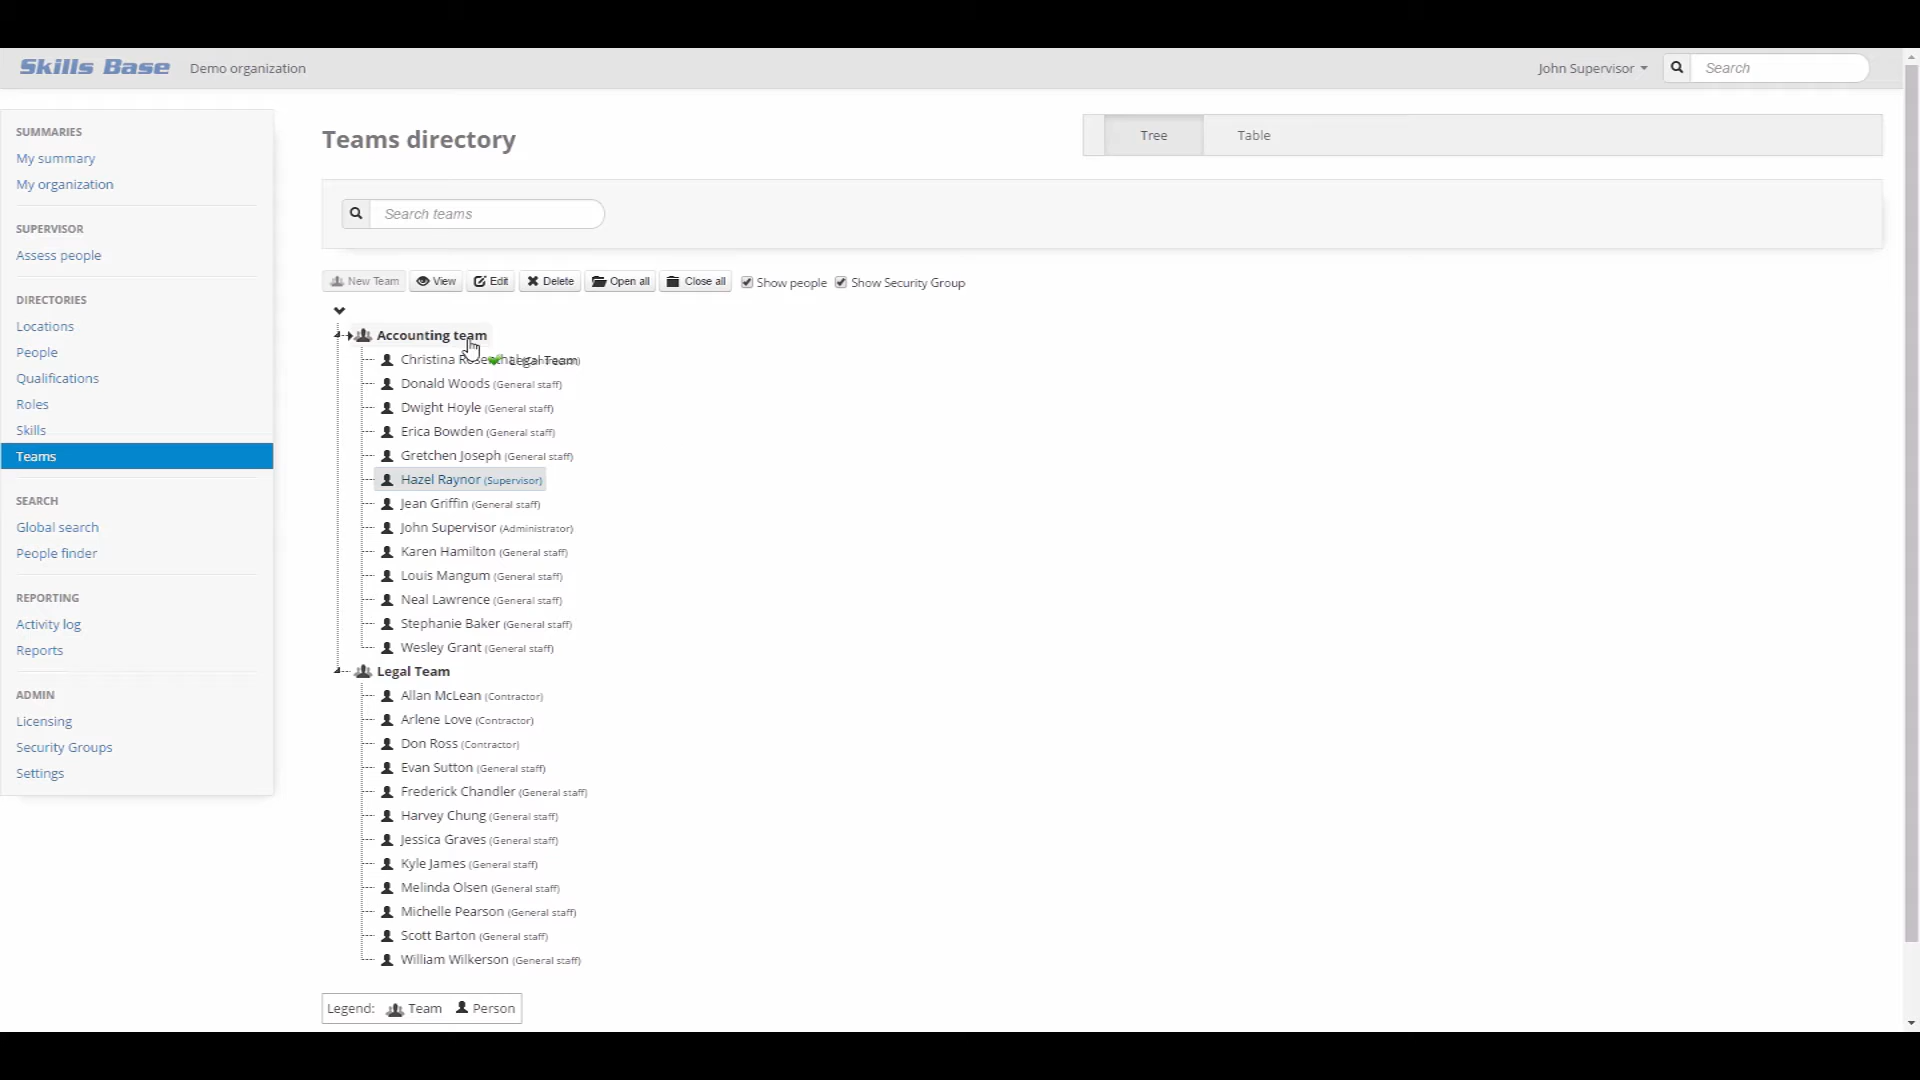 Skills Base
Demo organization
John Supervisor
Search
SUMMARIES
My summary
My organization
SUPERVISOR
Assess people
DIRECTORIES
Locations
People
Qualifications
Roles
Skills
Teams
SEARCH
Global search
People finder
REPORTING
Activity log
Reports
ADMIN
Licensing
Security Groups
Settings
Teams directory
Tree
Table
Search teams
New Team
View
Edit
Delete
Open all
Close all
Show people
Show Security Group
Accounting team
Christina
Legal Team
Donald Woods (General staff)
Dwight Hoyle (General staff)
Erica Bowden (General staff)
Gretchen Joseph (General staff)
Hazel Raynor (Supervisor)
Jean Griffin (General staff)
John Supervisor (Administrator)
Karen Hamilton (General staff)
Louis Mangum (General staff)
Neal Lawrence (General staff)
Stephanie Baker (General staff)
Wesley Grant (General staff)
Legal Team
Allan McLean (Contractor)
Arlene Love (Contractor)
Don Ross (Contractor)
Evan Sutton (General staff)
Frederick Chandler (General staff)
Harvey Chung (General staff)
Jessica Graves (General staff)
Kyle James (General staff)
Melinda Olsen (General staff)
Michelle Pearson (General staff)
Scott Barton (General staff)
William Wilkerson (General staff)
Legend: Team Person